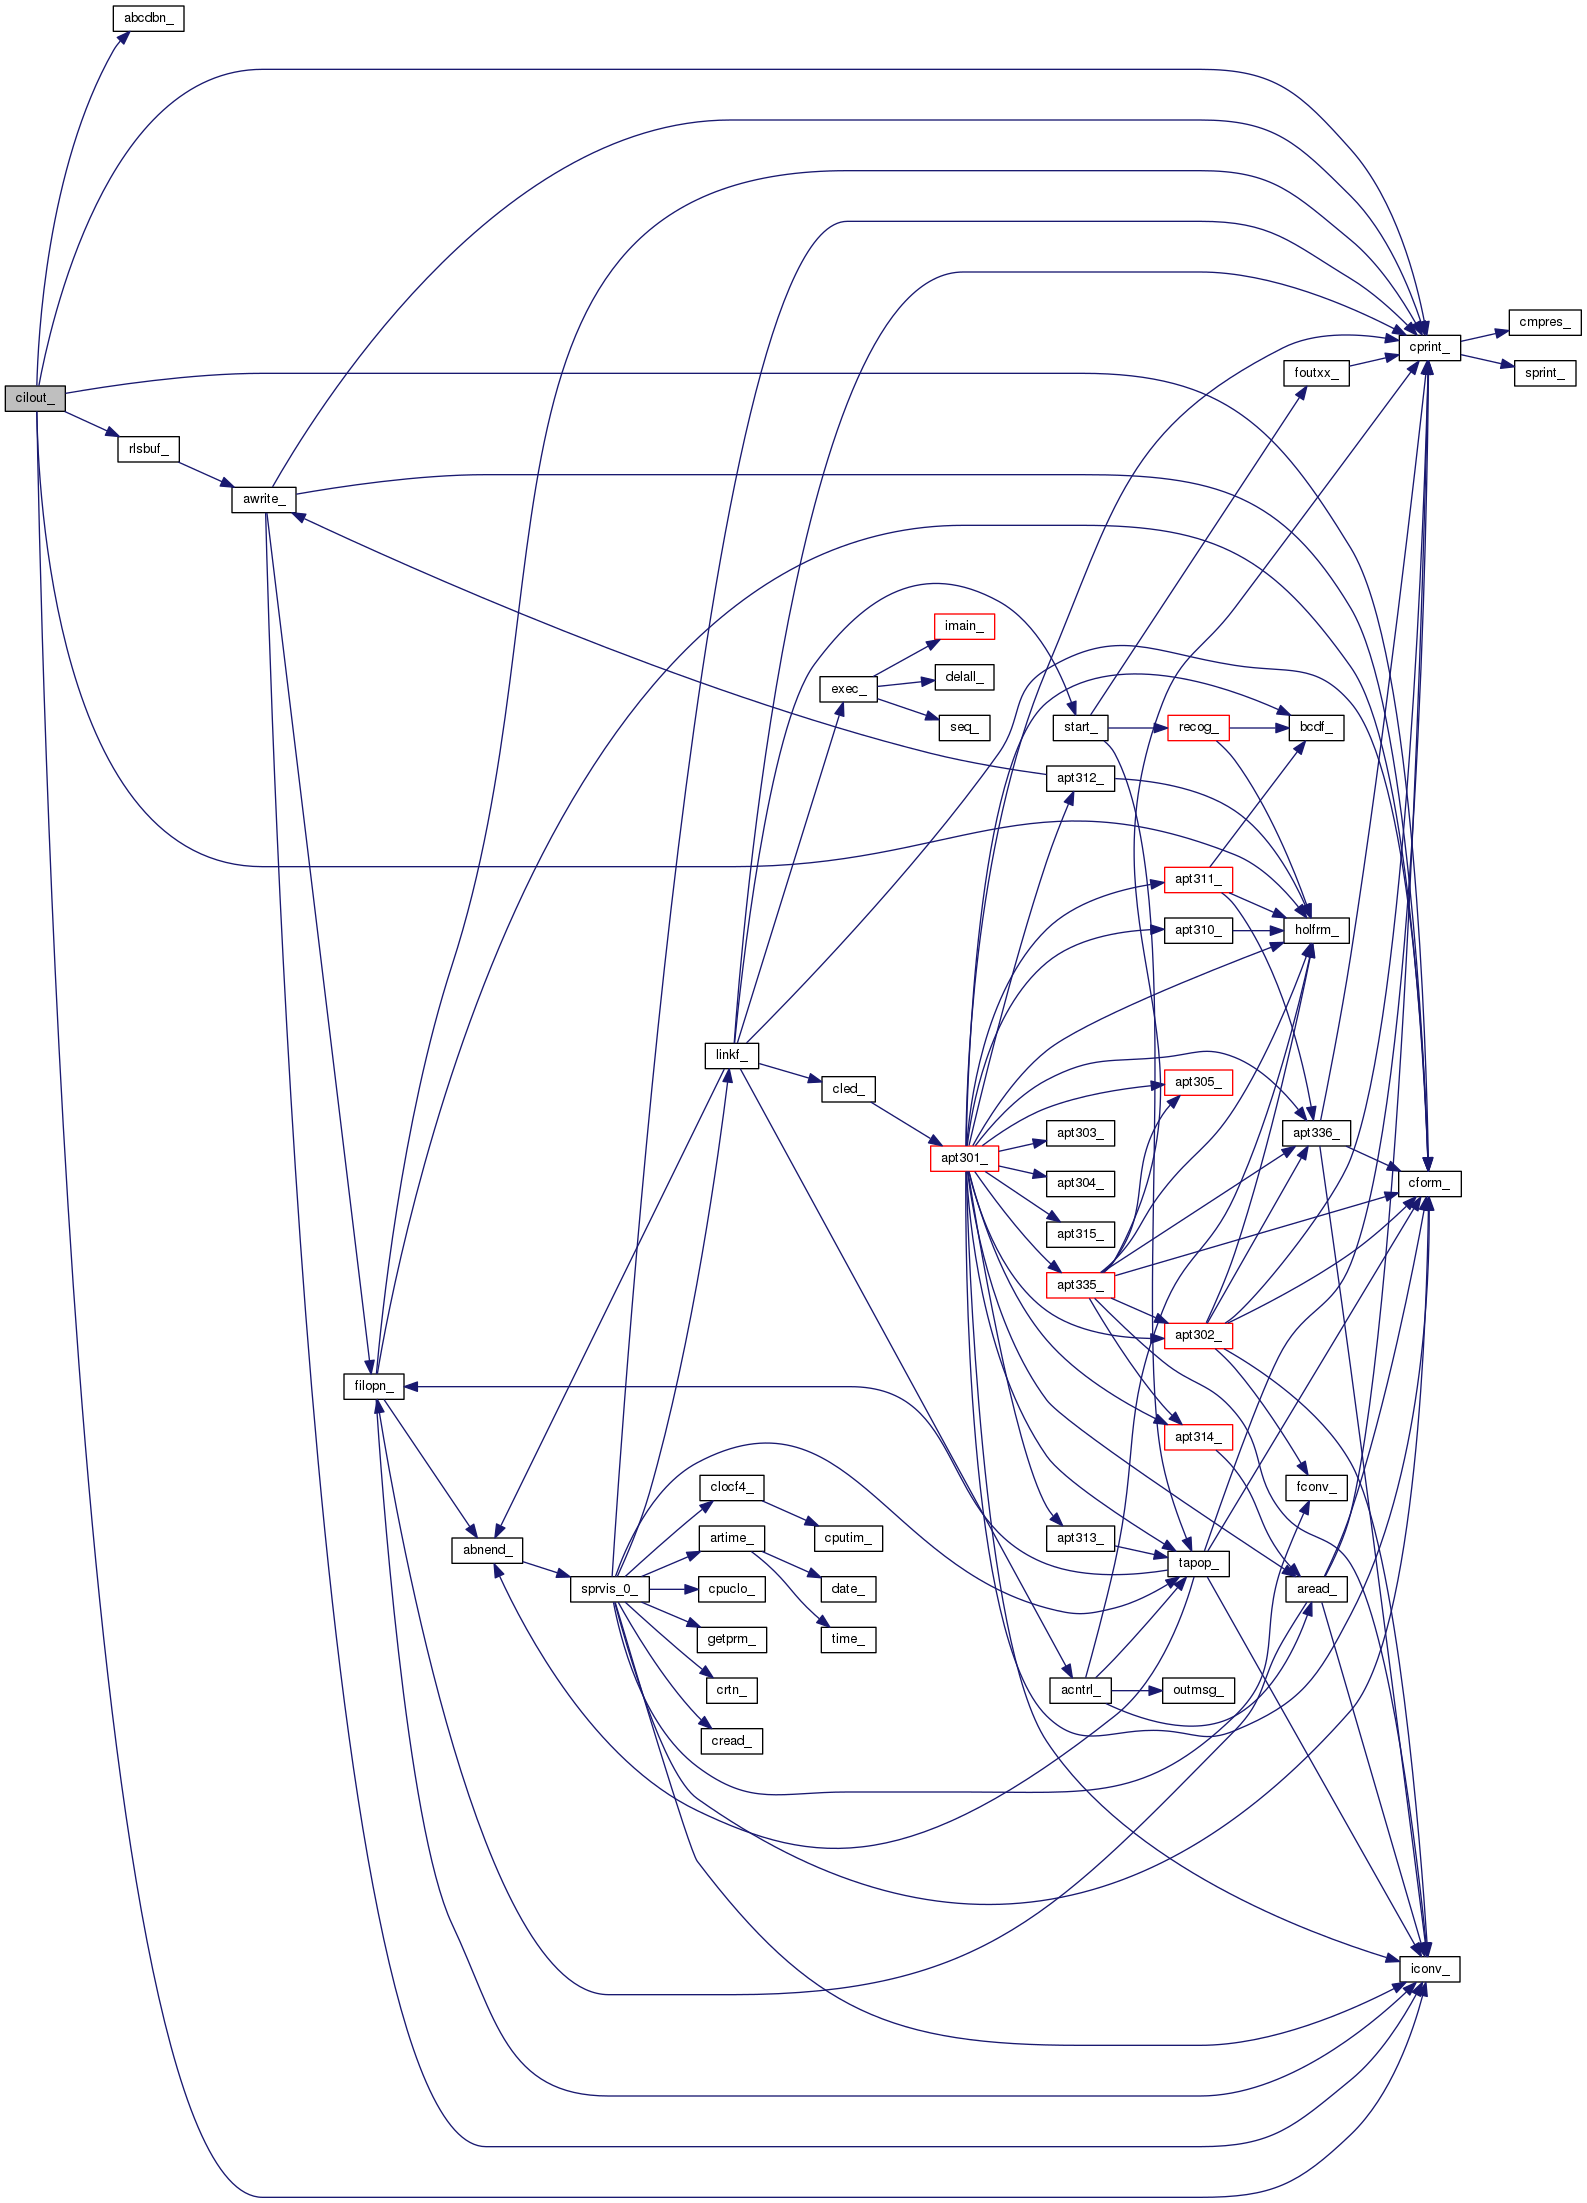 abcdbn_
cmpres_
cprint_
foutxx_
sprint_
cilout_
rlsbuf_
awrite_
imain_
delall_
exec_
seq_
start_
recog_
bcdf_
apt312_
apt311_
apt310_
holfrm_
linkf_
cled_
apt305_
apt303_
apt336_
apt301_
apt304_
cform_
apt315_
apt335_
apt302_
filopn_
apt314_
clocf4_
fconv_
artime_
cputim_
apt313_
abnend_
tapop_
sprvis_0_
cpuclo_
date_
aread_
getprm_
time_
crtn_
acntrl_
outmsg_
cread_
iconv_